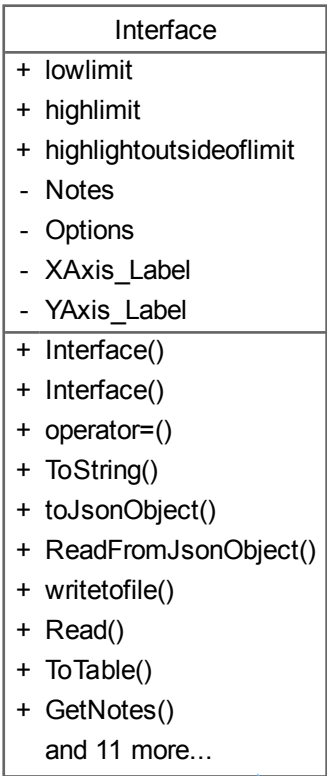 Interface
+ lowlimit
+ highlimit
+ highlightoutsideoflimit
- Notes
- Options
- XAxis_Label
- YAxis_Label
+ Interface()
+ Interface()
+ operator=()
+ ToString()
+ toJsonObject()
+ ReadFromJsonObject()
+ writetofile()
+ Read()
+ ToTable()
+ GetNotes()
and 11 more...